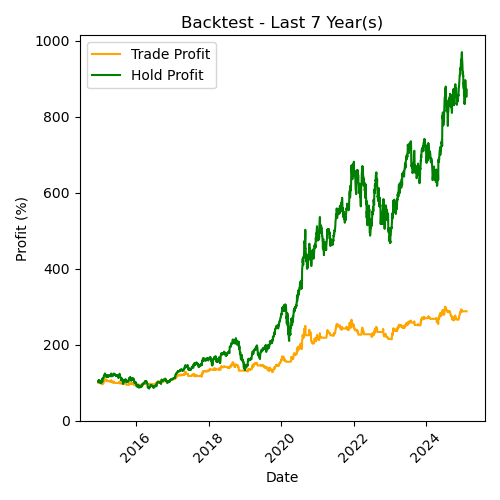 Backtest - Last 7 Year(s)
Trade Profit
Hold Profit
1000
800
600
400
200
0
Profit (%)
2016
2018
2020
2022
2024
Date